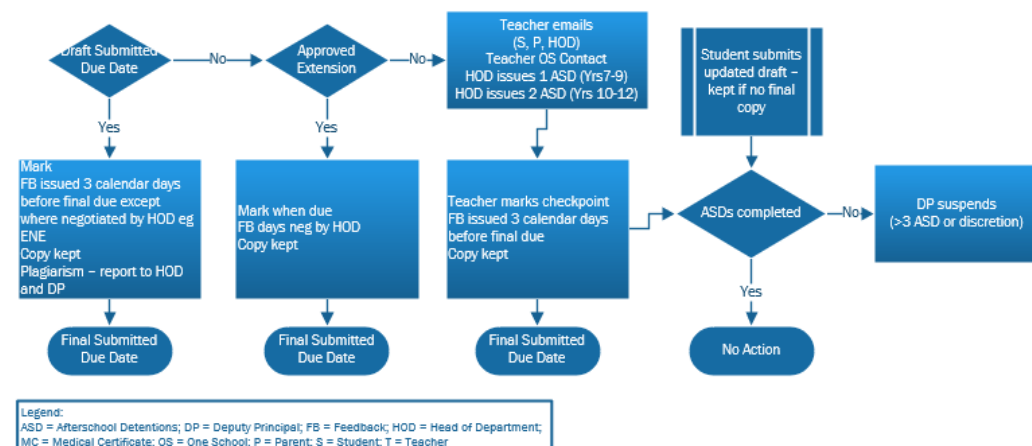 Draft Submitted
Due Date
No
Approved
Extension
No
Teacher emails
(S, P, HOD)
Teacher OS Contact
HOD issues 1 ASD (Yrs7-9)
HOD issues 2 ASD (Yrs 10-12)
Student submits
updated draft –
kept if no final
copy
Yes
Yes
Mark
FB issued 3 calendar days
before final due except
where negotiated by HOD eg
ENE
Copy kept
Plagiarism – report to HOD
and DP
Mark when due
FB days neg by HOD
Copy kept
Teacher marks checkpoint
FB issued 3 calendar days
before final due
Copy kept
ASDs completed
No
DP suspends
(>3 ASD or discretion)
Yes
Final Submitted
Due Date
Final Submitted
Due Date
Final Submitted
Due Date
No Action
Legend:
ASD = Afterschool Detentions; DP = Deputy Principal; FB = Feedback; HOD = Head of Department;
MC = Medical Certificate; OS = One School; P = Parent; S = Student; T = Teacher